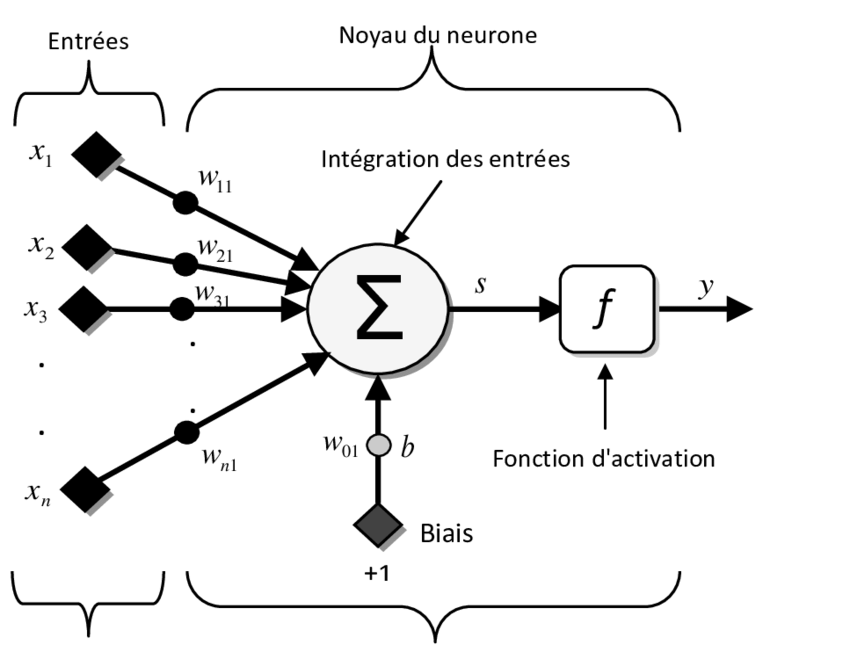 Entrées
Noyau du neurone
Intégration des entrées
x₁
w₁₁
x₂
w₂₁
x₃
w₃₁
s
f
y
Σ
.
.
.
.
xₙ
wₙ₁
w₀₁
b
Fonction d'activation
Biais
+1